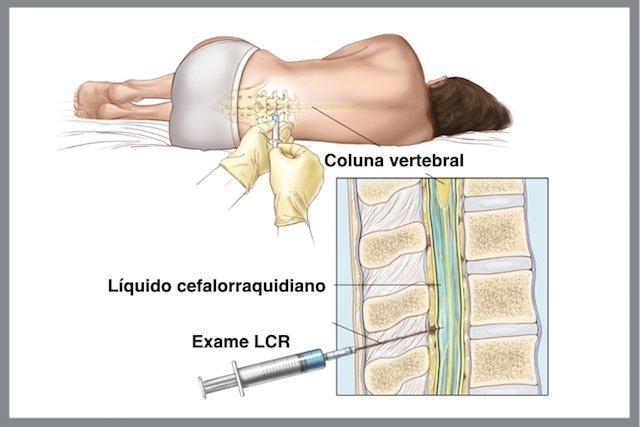 Coluna vertebral
Líquido cefalorraquidiano
Exame LCR